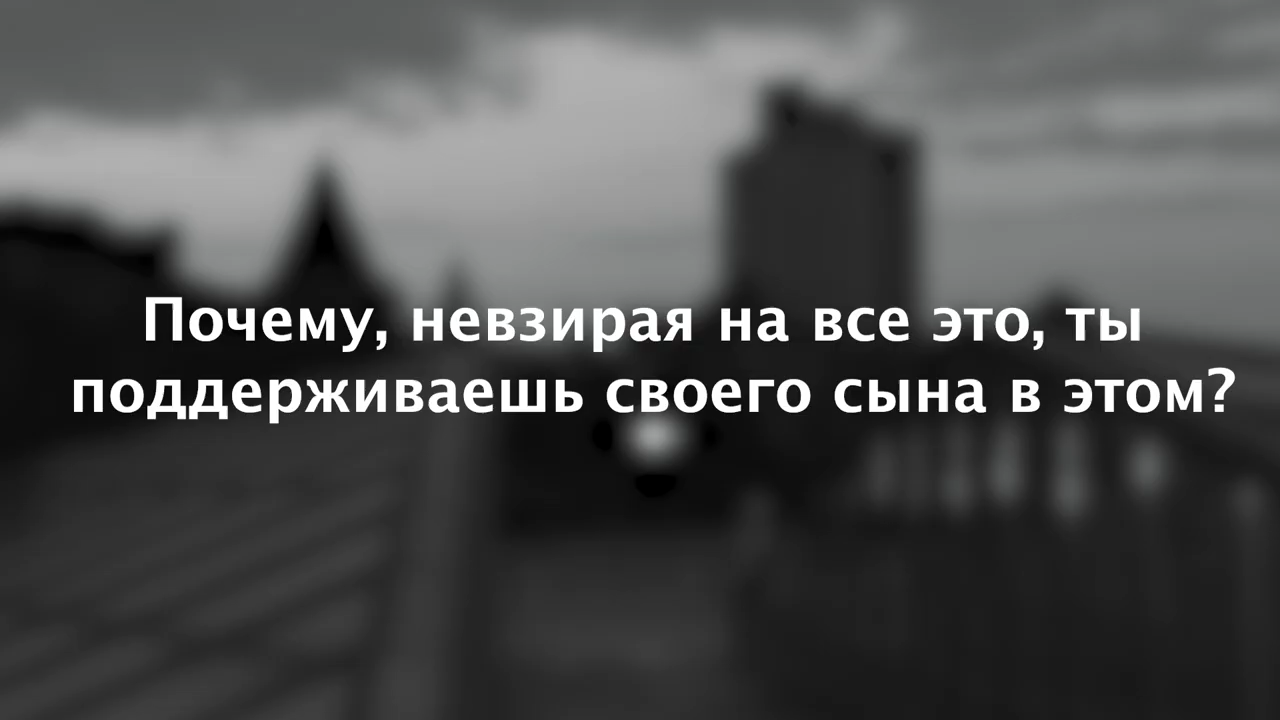 Почему, невзирая на все это, ты
поддерживаешь своего сына в этом?